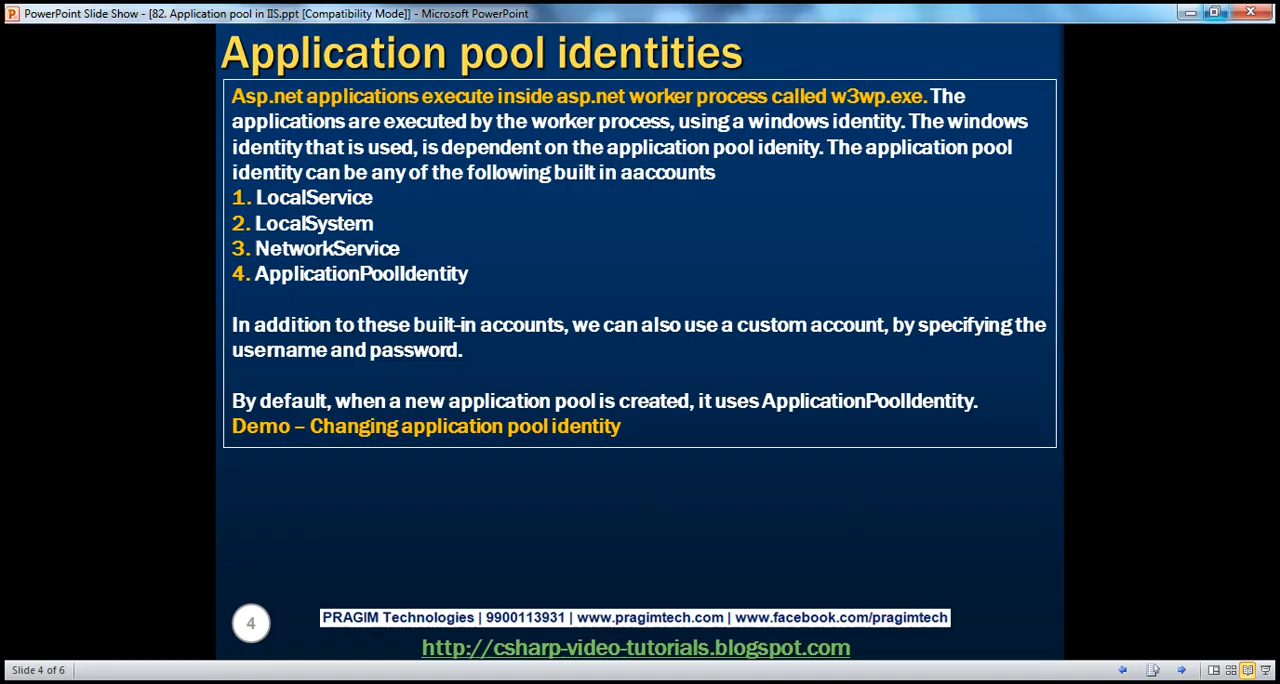 PowerPoint Slide Show - [82. Application pool in IIS.ppt [Compatibility Mode]] - Microsoft PowerPoint
Application pool identities
Asp.net applications execute inside asp.net worker process called w3wp.exe. The
applications are executed by the worker process, using a windows identity. The windows
identity that is used, is dependent on the application pool idenity. The application pool
identity can be any of the following built in aaccounts
1. LocalService
2. LocalSystem
3. NetworkService
4. ApplicationPoolIdentity
In addition to these built-in accounts, we can also use a custom account, by specifying the
username and password.
By default, when a new application pool is created, it uses ApplicationPoolIdentity.
Demo – Changing application pool identity
4
PRAGIM Technologies | 9900113931 | www.pragimtech.com | www.facebook.com/pragimtech
http://csharp-video-tutorials.blogspot.com
Slide 4 of 6